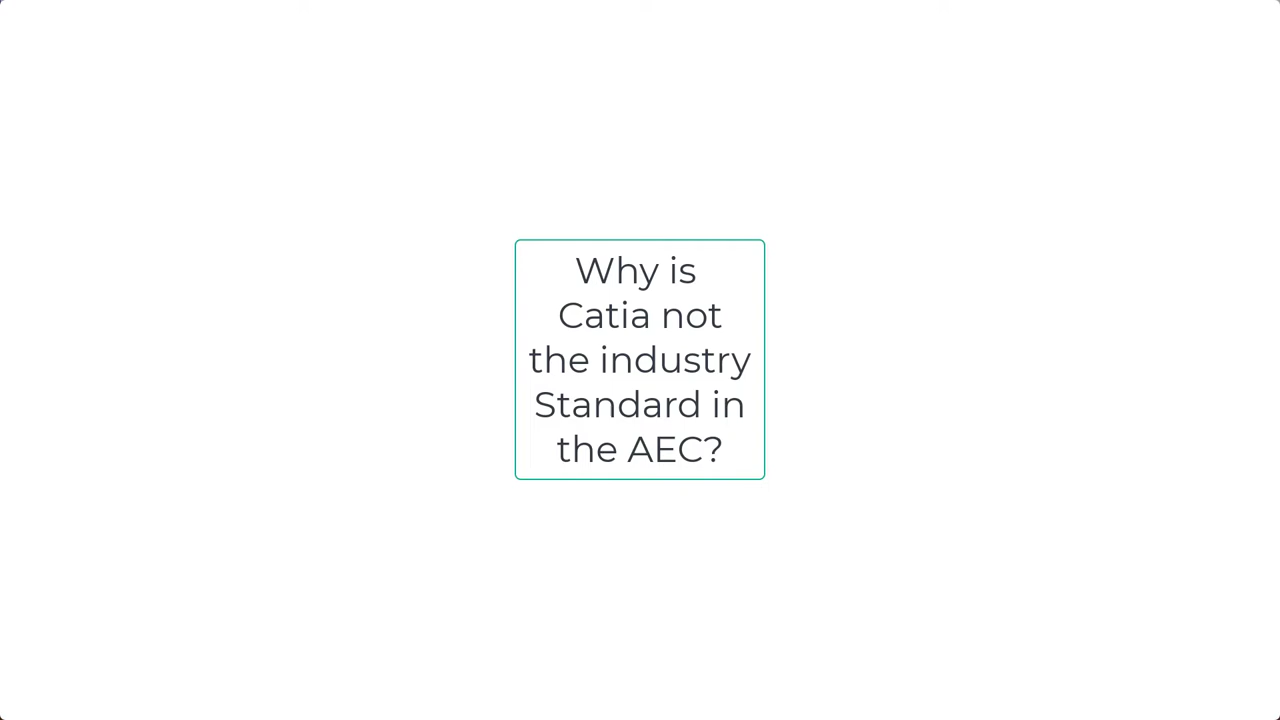 Why is
Catia not
the industry
Standard in
the AEC?